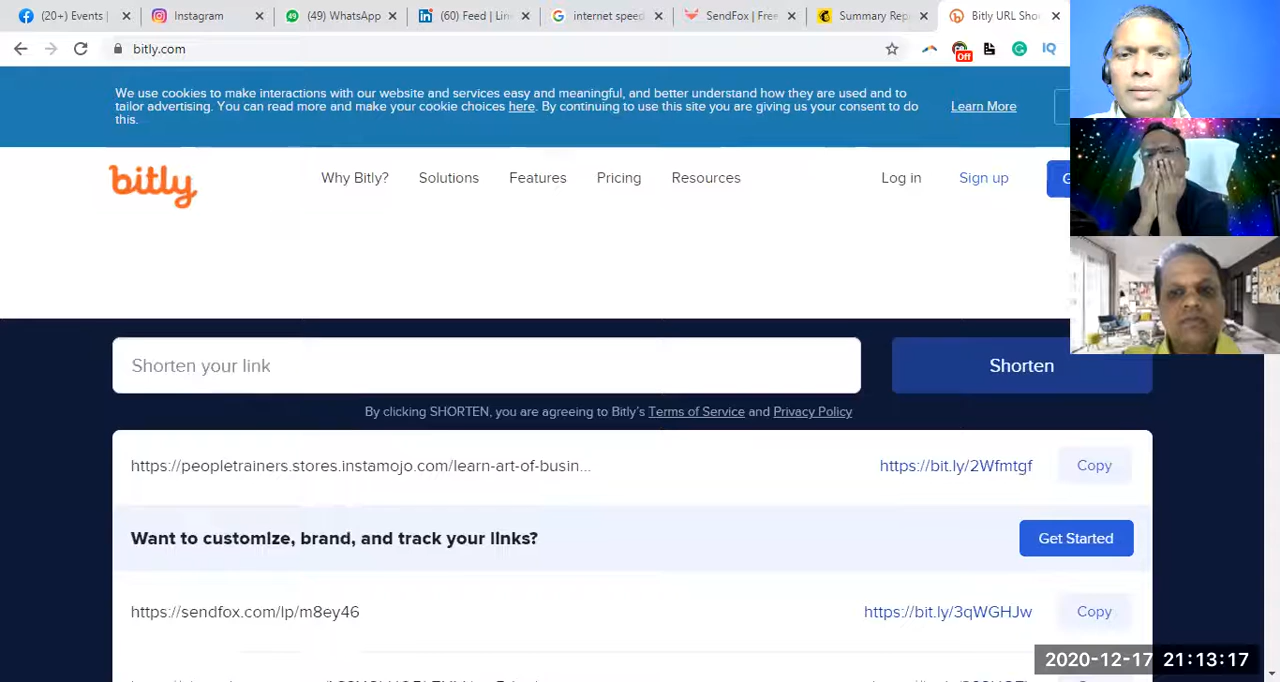 (20+) Events |
Instagram
(49) WhatsApp
(60) Feed | Lin
internet speed
SendFox | Free
Summary Rep
Bitly URL Sho
bitly.com
Off
IQ
We use cookies to make interactions with our website and services easy and meaningful, and better understand how they are used and to
tailor advertising. You can read more and make your cookie choices here. By continuing to use this site you are giving us your consent to do
this.
Learn More
bitly
Why Bitly?
Solutions
Features
Pricing
Resources
Log in
Sign up
G
Shorten your link
Shorten
By clicking SHORTEN, you are agreeing to Bitly's Terms of Service and Privacy Policy
https://peopletrainers.stores.instamojo.com/learn-art-of-busin...
https://bit.ly/2Wfmtgf
Copy
Want to customize, brand, and track your links?
Get Started
https://sendfox.com/lp/m8ey46
https://bit.ly/3qWGHJw
Copy
2020-12-17 21:13:17